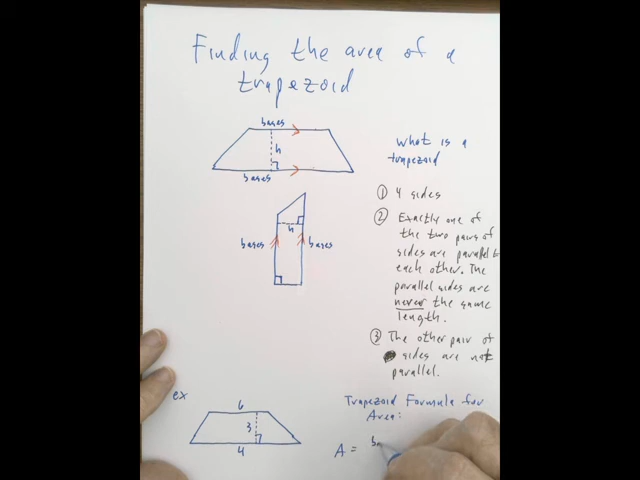 Finding the area of a
trapezoid
bases
h
bases
bases
h
bases
what is a
trapezoid
① 4 sides
② Exactly one of
the two pairs of
sides are parallel to
each other. The
parallel sides are
never the same
length.
③ The other pair of
sides are not
parallel.
ex
6
3
4
Trapezoid Formula for
Area:
A =